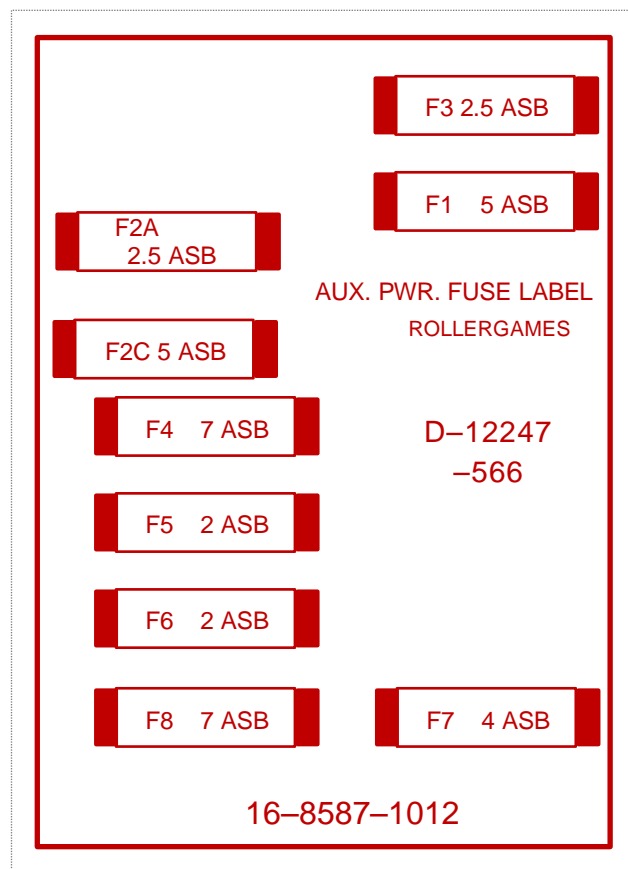 F3 2.5 ASB
F1 5 ASB
F2A
2.5 ASB
AUX. PWR. FUSE LABEL
ROLLERGAMES
F2C 5 ASB
F4 7 ASB
D–12247
–566
F5 2 ASB
F6 2 ASB
F8 7 ASB
F7 4 ASB
16–8587–1012